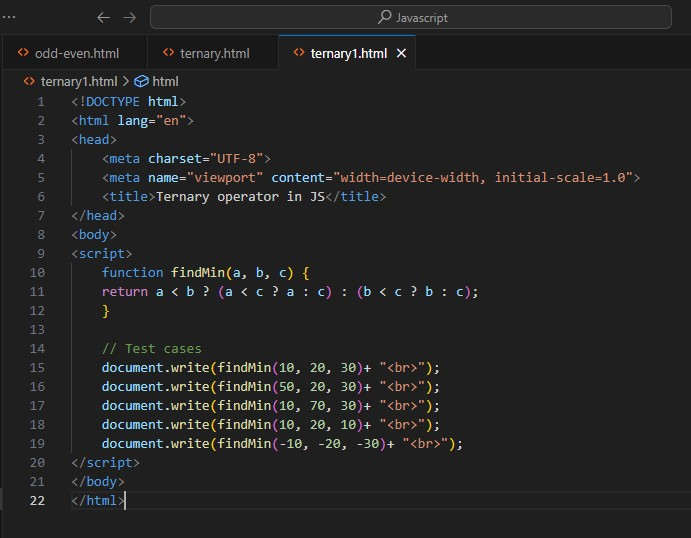 ··· ← → Javascript
<> odd-even.html <> ternary.html <> ternary1.html ×
<> ternary1.html > html
1 <!DOCTYPE html>
2 <html lang="en">
3 <head>
4     <meta charset="UTF-8">
5     <meta name="viewport" content="width=device-width, initial-scale=1.0">
6     <title>Ternary operator in JS</title>
7 </head>
8 <body>
9 <script>
10     function findMin(a, b, c) {
11     return a < b ? (a < c ? a : c) : (b < c ? b : c);
12     }
13
14     // Test cases
15     document.write(findMin(10, 20, 30)+ "<br>");
16     document.write(findMin(50, 20, 30)+ "<br>");
17     document.write(findMin(10, 70, 30)+ "<br>");
18     document.write(findMin(10, 20, 10)+ "<br>");
19     document.write(findMin(-10, -20, -30)+ "<br>");
20 </script>
21 </body>
22 </html>